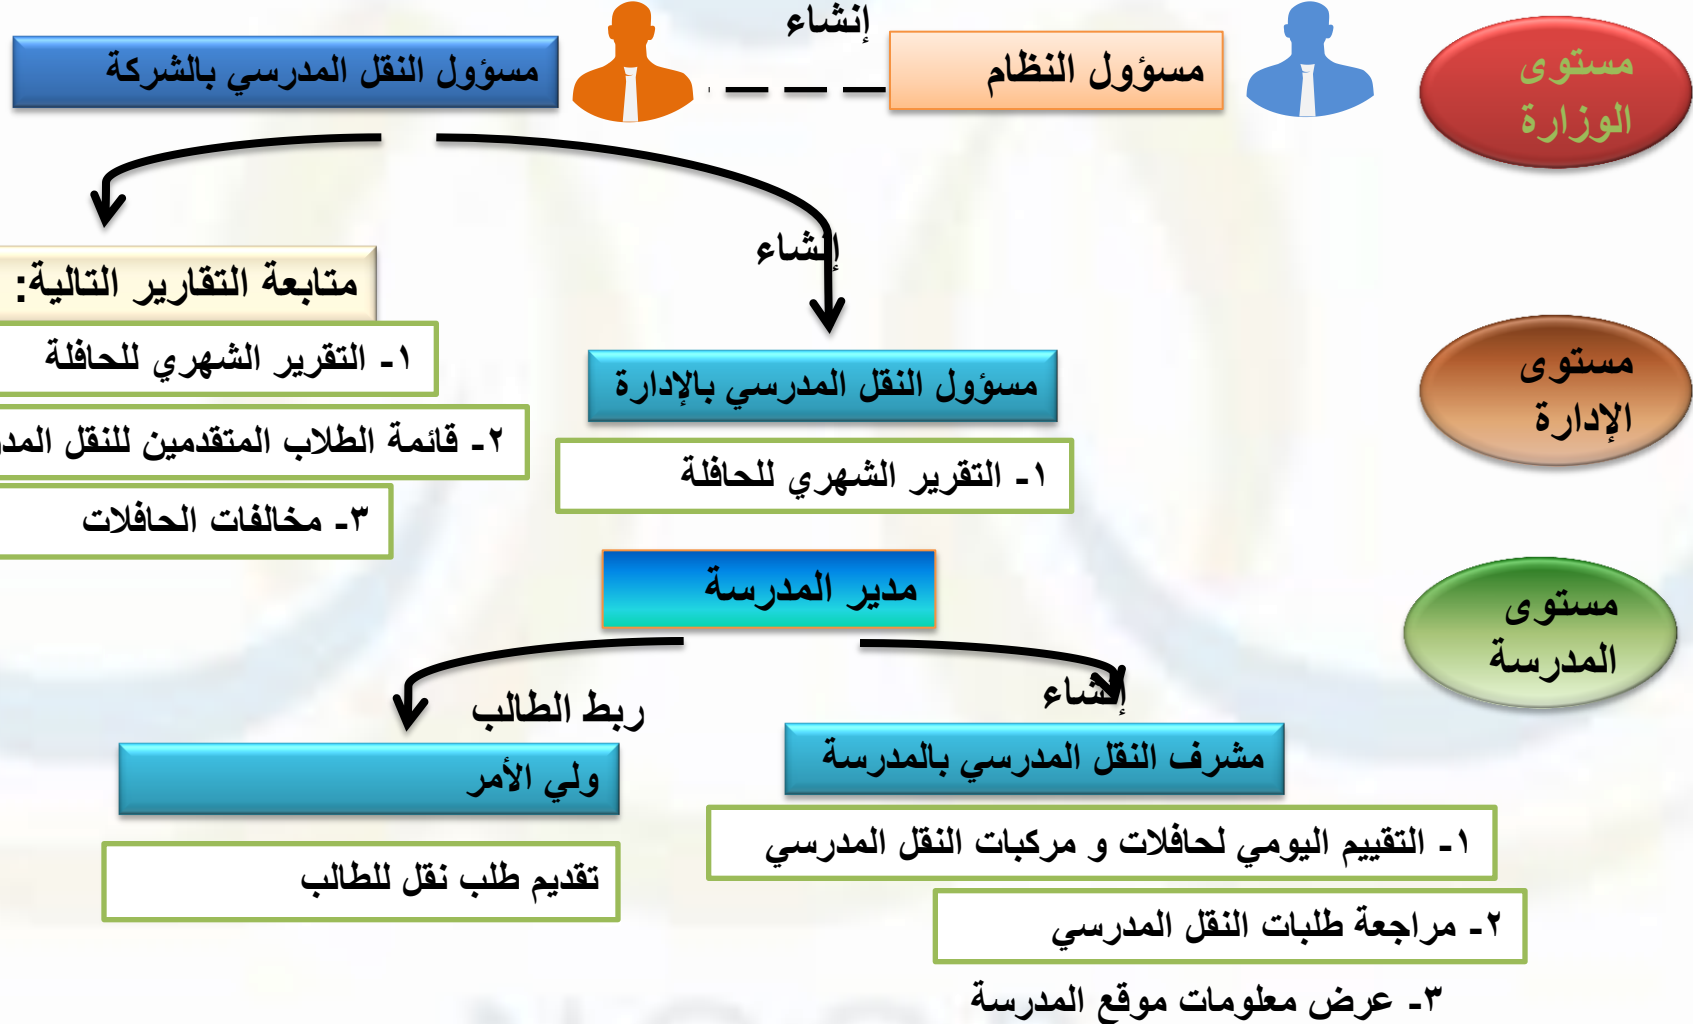 إنشاء
مستوى
الوزارة
مسؤول النظام
مسؤول النقل المدرسي بالشركة
إنشاء
متابعة التقارير التالية:
١- التقرير الشهري للحافلة
٢- قائمة الطلاب المتقدمين للنقل
٣- مخالفات الحافلات
مستوى
الإدارة
مسؤول النقل المدرسي بالإدارة
١- التقرير الشهري للحافلة
مستوى
المدرسة
مدير المدرسة
إنشاء
ربط الطالب
مشرف النقل المدرسي بالمدرسة
١- التقييم اليومي لحافلات و مركبات النقل المدرسي
٢- مراجعة طلبات النقل المدرسي
٣- عرض معلومات موقع المدرسة
ولي الأمر
تقديم طلب نقل للطالب